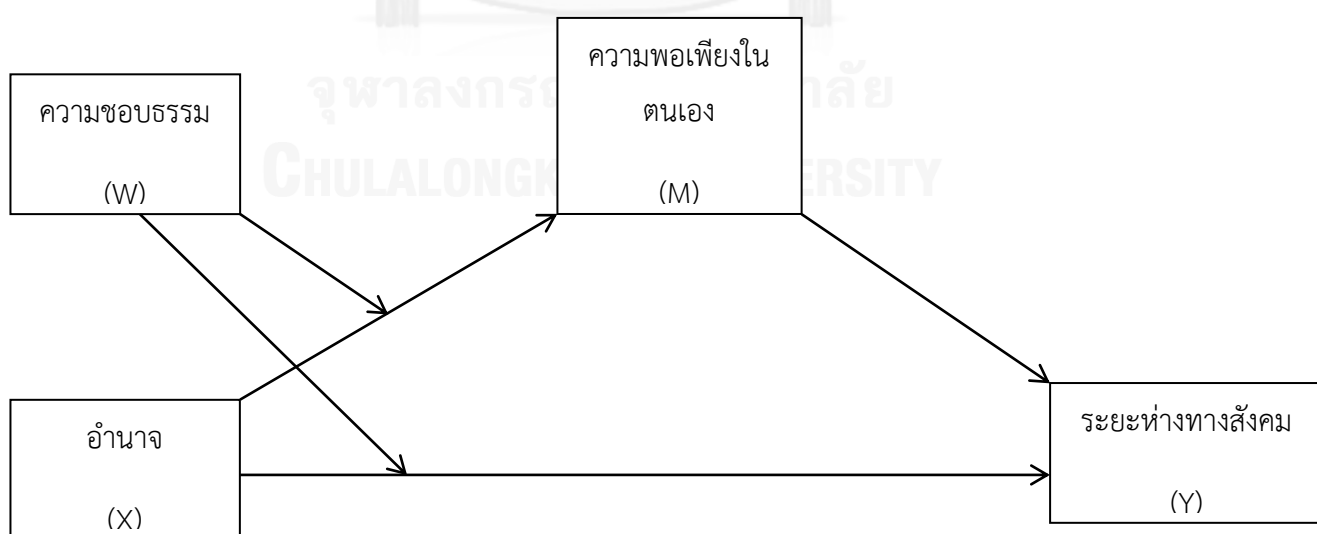 ความพอเพียงใน
ตนเอง
(M)
ความชอบธรรม
(W)
อำนาจ
(X)
ระยะห่างทางสังคม
(Y)